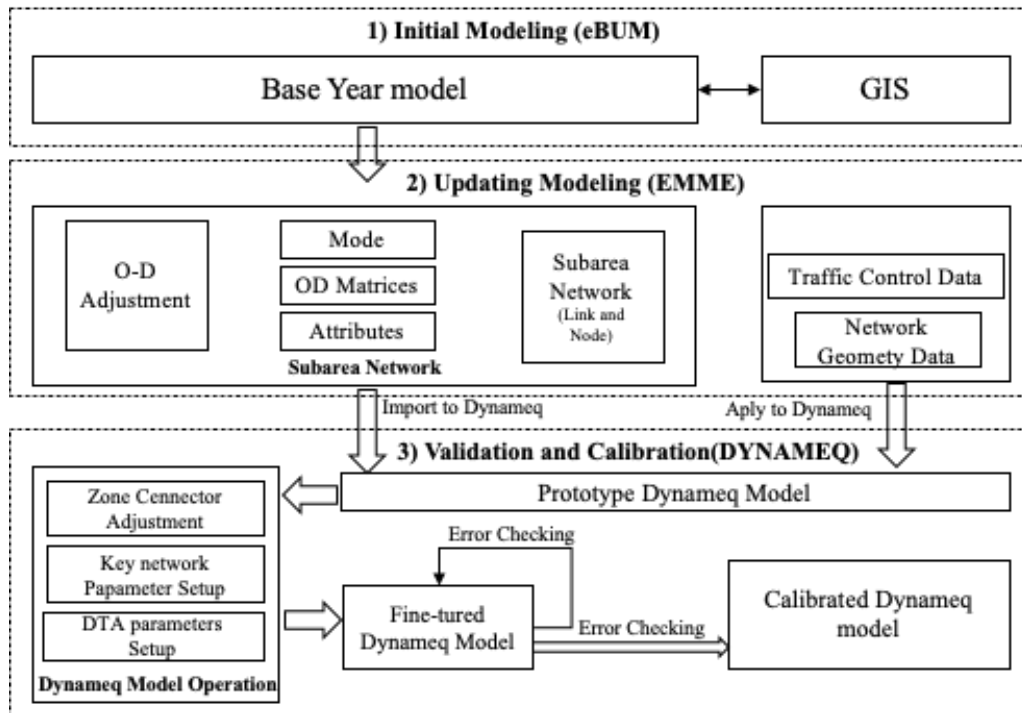 1) Initial Modeling (eBUM)
Base Year model
GIS
2) Updating Modeling (EMME)
O-D
Adjustment
Mode
OD Matrices
Attributes
Subarea Network
Subarea
Network
(Link and
Node)
Traffic Control Data
Network
Geomety Data
Import to Dynameq
Aply to Dynameq
3) Validation and Calibration(DYNAMEQ)
Prototype Dynameq Model
Zone Cennector
Adjustment
Key network
Papameter Setup
DTA parameters
Setup
Dynameq Model Operation
Error Checking
Fine-tured
Dynameq Model
Error Checking
Calibrated Dynameq
model